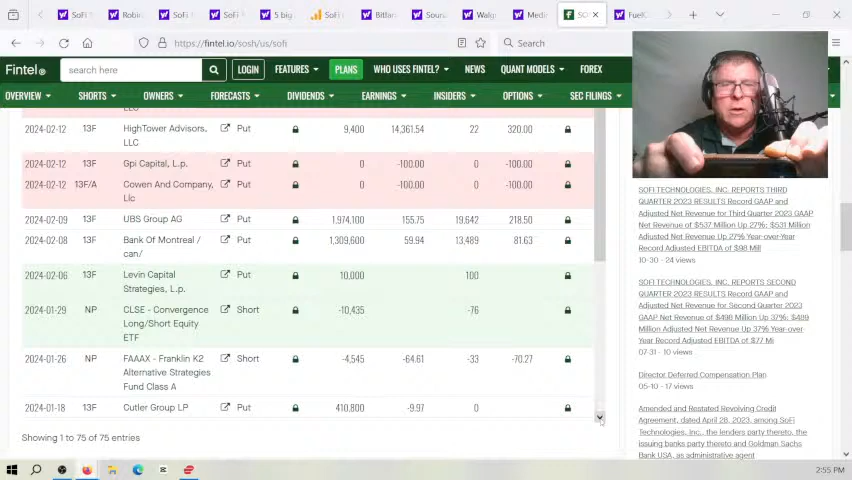 SoFi
Robin
SoFi
SoFi
5 big
SoFi
Bitfar
Soun
Walg
Medi
SO
FuelC
https://fintel.io/sosh/us/sofi
Search
Fintel
search here
LOGIN
FEATURES
PLANS
WHO USES FINTEL?
NEWS
QUANT MODELS
FOREX
OVERVIEW
SHORTS
OWNERS
FORECASTS
DIVIDENDS
EARNINGS
INSIDERS
OPTIONS
SEC FILINGS
LLC
2024-02-12 13F HighTower Advisors, Put 9,400 14,361.54 22 320.00
LLC
2024-02-12 13F Gpi Capital, L.p. Put 0 -100.00 0 -100.00
2024-02-12 13F/A Cowen And Company, Put 0 -100.00 0 -100.00
Llc
2024-02-09 13F UBS Group AG Put 1,974,100 155.75 19,642 218.50
2024-02-08 13F Bank Of Montreal / Put 1,309,600 59.94 13,489 81.63
can/
2024-02-06 13F Levin Capital Put 10,000 100
Strategies, L.p.
2024-01-29 NP CLSE - Convergence Short -10,435 -76
Long/Short Equity
ETF
2024-01-26 NP FAAAX - Franklin K2 Short -4,545 -64.61 -33 -70.27
Alternative Strategies
Fund Class A
2024-01-18 13F Cutler Group LP Put 410,800 -9.97 0
Showing 1 to 75 of 75 entries
SOFI TECHNOLOGIES, INC. REPORTS THIRD
QUARTER 2023 RESULTS Record GAAP and
Adjusted Net Revenue for Third Quarter 2023 GAAP
Net Revenue of $537 Million Up 27%; $531 Million
Adjusted Net Revenue Up 27% Year-over-Year
Record Adjusted EBITDA of $98 Mill
10-30 - 24 views
SOFI TECHNOLOGIES, INC. REPORTS SECOND
QUARTER 2023 RESULTS Record GAAP and
Adjusted Net Revenue for Second Quarter 2023
GAAP Net Revenue of $498 Million Up 37%; $489
Million Adjusted Net Revenue Up 37% Year-over-
Year Record Adjusted EBITDA of $77 Mi
07-31 - 10 views
Director Deferred Compensation Plan
05-10 - 17 views
Amended and Restated Revolving Credit
Agreement, dated April 28, 2023, among SoFi
Technologies, Inc., the lenders party thereto, the
issuing banks party thereto and Goldman Sachs
Bank USA, as administrative agent
2:55 PM